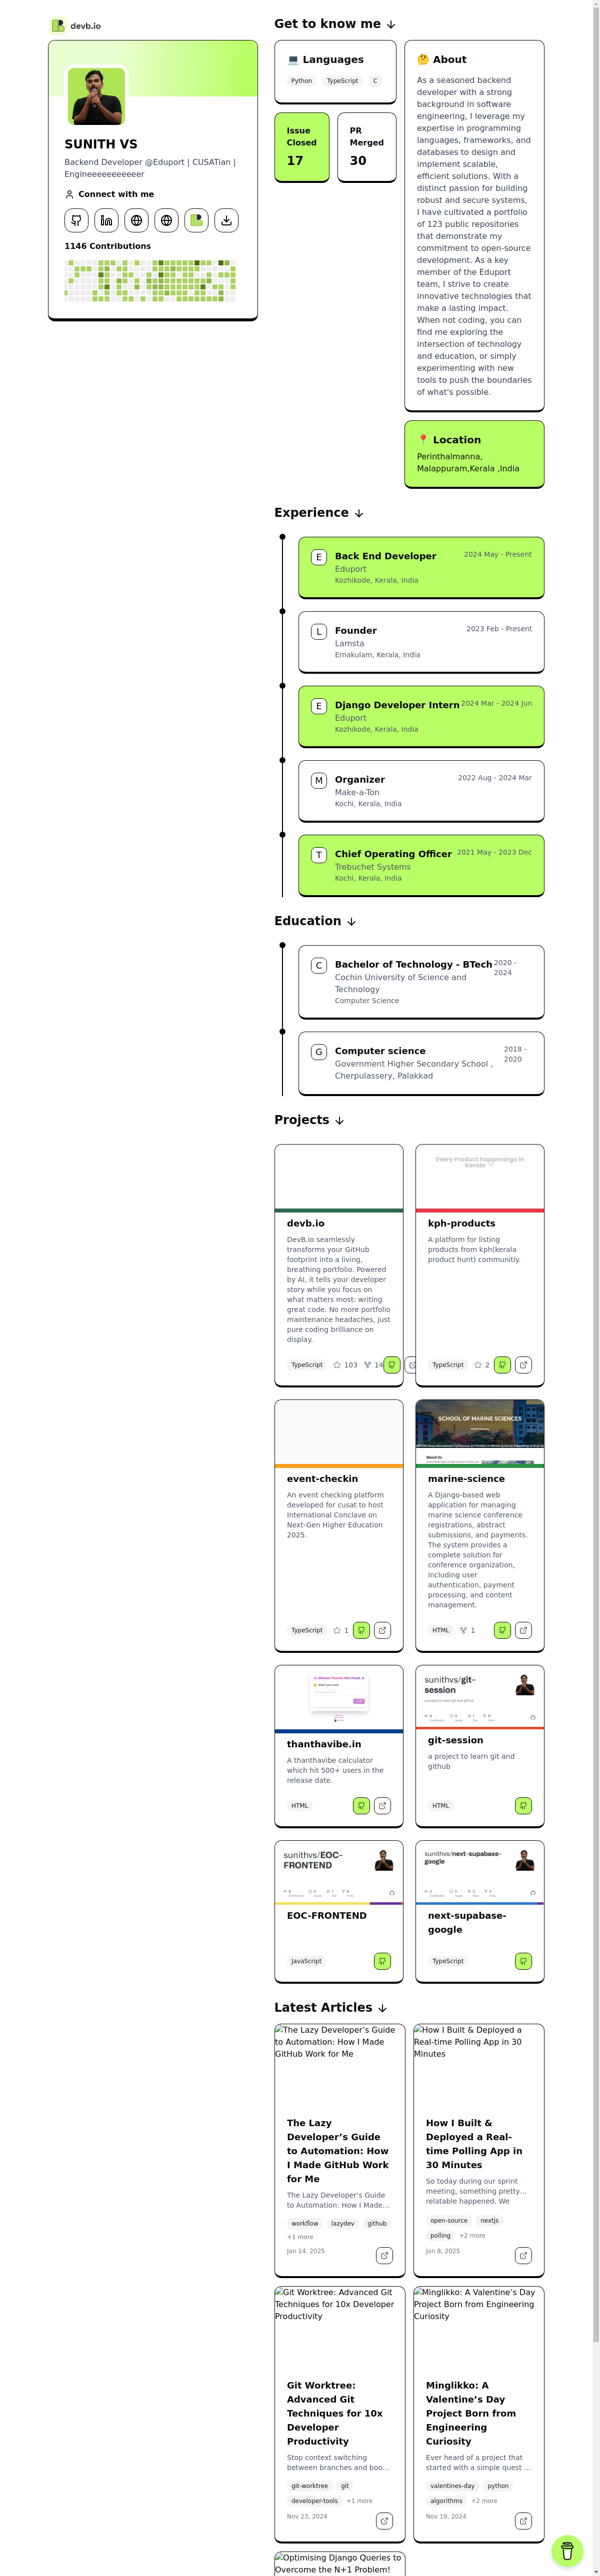 devb.io
SUNITH VS
Backend Developer @Eduport | CUSATian |
Engineeeeeeeeeeer
Connect with me
1146 Contributions
Get to know me
💻 Languages
Python TypeScript C
Issue
Closed
17
PR
Merged
30
🤔 About
As a seasoned backend
developer with a strong
background in software
engineering, I leverage my
expertise in programming
languages, frameworks, and
databases to design and
implement scalable,
efficient solutions. With a
distinct passion for building
robust and secure systems,
I have cultivated a portfolio
of 123 public repositories
that demonstrate my
commitment to open-source
development. As a key
member of the Eduport
team, I strive to create
innovative technologies that
make a lasting impact.
When not coding, you can
find me exploring the
intersection of technology
and education, or simply
experimenting with new
tools to push the boundaries
of what's possible.
📍 Location
Perinthalmanna,
Malappuram,Kerala ,India
Experience
E
Back End Developer
2024 May - Present
Eduport
Kozhikode, Kerala, India
L
Founder
2023 Feb - Present
Lamsta
Ernakulam, Kerala, India
E
Django Developer Intern
2024 Mar - 2024 Jun
Eduport
Kozhikode, Kerala, India
M
Organizer
2022 Aug - 2024 Mar
Make-a-Ton
Kochi, Kerala, India
T
Chief Operating Officer
2021 May - 2023 Dec
Trebuchet Systems
Kochi, Kerala, India
Education
C
Bachelor of Technology - BTech
2020 -
2024
Cochin University of Science and
Technology
Computer Science
G
Computer science
2018 -
2020
Government Higher Secondary School ,
Cherpulassery, Palakkad
Projects
devb.io
DevB.io seamlessly
transforms your GitHub
footprint into a living,
breathing portfolio. Powered
by AI, it tells your developer
story while you focus on
what matters most: writing
great code. No more portfolio
maintenance headaches, just
pure coding brilliance on
display.
TypeScript 103 14
Every Product happenings in
Kerala
kph-products
A platform for listing
products from kph(kerala
product hunt) communitiy.
TypeScript 2
event-checkin
An event checking platform
developed for cusat to host
International Conclave on
Next-Gen Higher Education
2025.
TypeScript 1
SCHOOL OF MARINE SCIENCES
About Us
marine-science
A Django-based web
application for managing
marine science conference
registrations, abstract
submissions, and payments.
The system provides a
complete solution for
conference organization,
including user
authentication, payment
processing, and content
management.
HTML 1
thanthavibe.in
A thanthavibe calculator
which hit 500+ users in the
release date.
HTML
sunithvs/git-
session
a project to learn git and github
git-session
a project to learn git and
github
HTML
sunithvs/EOC-
FRONTEND
EOC-FRONTEND
JavaScript
sunithvs/next-supabase-
google
next-supabase-
google
TypeScript
Latest Articles
The Lazy Developer's Guide
to Automation: How I Made
GitHub Work for Me
The Lazy
Developer's Guide
to Automation: How
I Made GitHub Work
for Me
The Lazy Developer's Guide
to Automation: How I Made...
workflow lazydev github
+1 more
Jan 14, 2025
How I Built & Deployed a
Real-time Polling App in 30
Minutes
How I Built &
Deployed a Real-
time Polling App in
30 Minutes
So today during our sprint
meeting, something pretty...
relatable happened. We
open-source nextjs
polling +2 more
Jan 8, 2025
Git Worktree: Advanced Git
Techniques for 10x Developer
Productivity
Git Worktree:
Advanced Git
Techniques for 10x
Developer
Productivity
Stop context switching
between branches and boo...
git-worktree git
developer-tools +1 more
Nov 23, 2024
Minglikko: A Valentine's Day
Project Born from Engineering
Curiosity
Minglikko: A
Valentine's Day
Project Born from
Engineering
Curiosity
Ever heard of a project that
started with a simple quest ...
valentines-day python
algorithms +2 more
Nov 19, 2024
Optimising Django Queries to
Overcome the N+1 Problem!